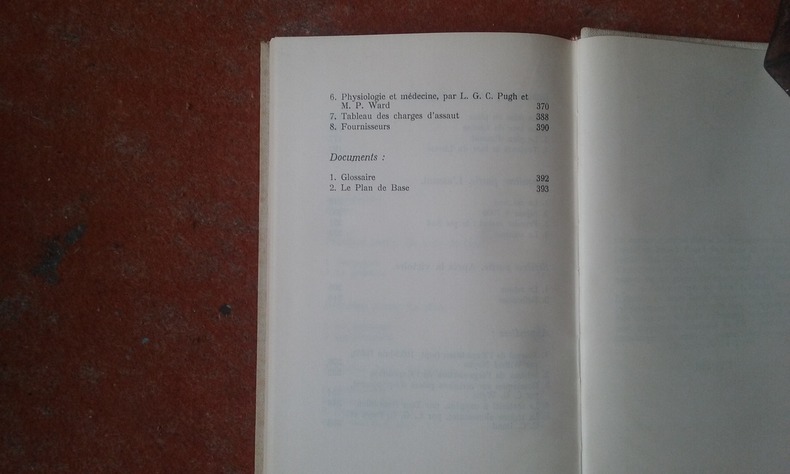 6. Physiologie et médecine, par L. G. C. Pugh et
M. P. Ward 370
7. Tableau des charges d'assaut 388
8. Fournisseurs 390
Documents :
1. Glossaire 392
2. Le Plan de Base 393